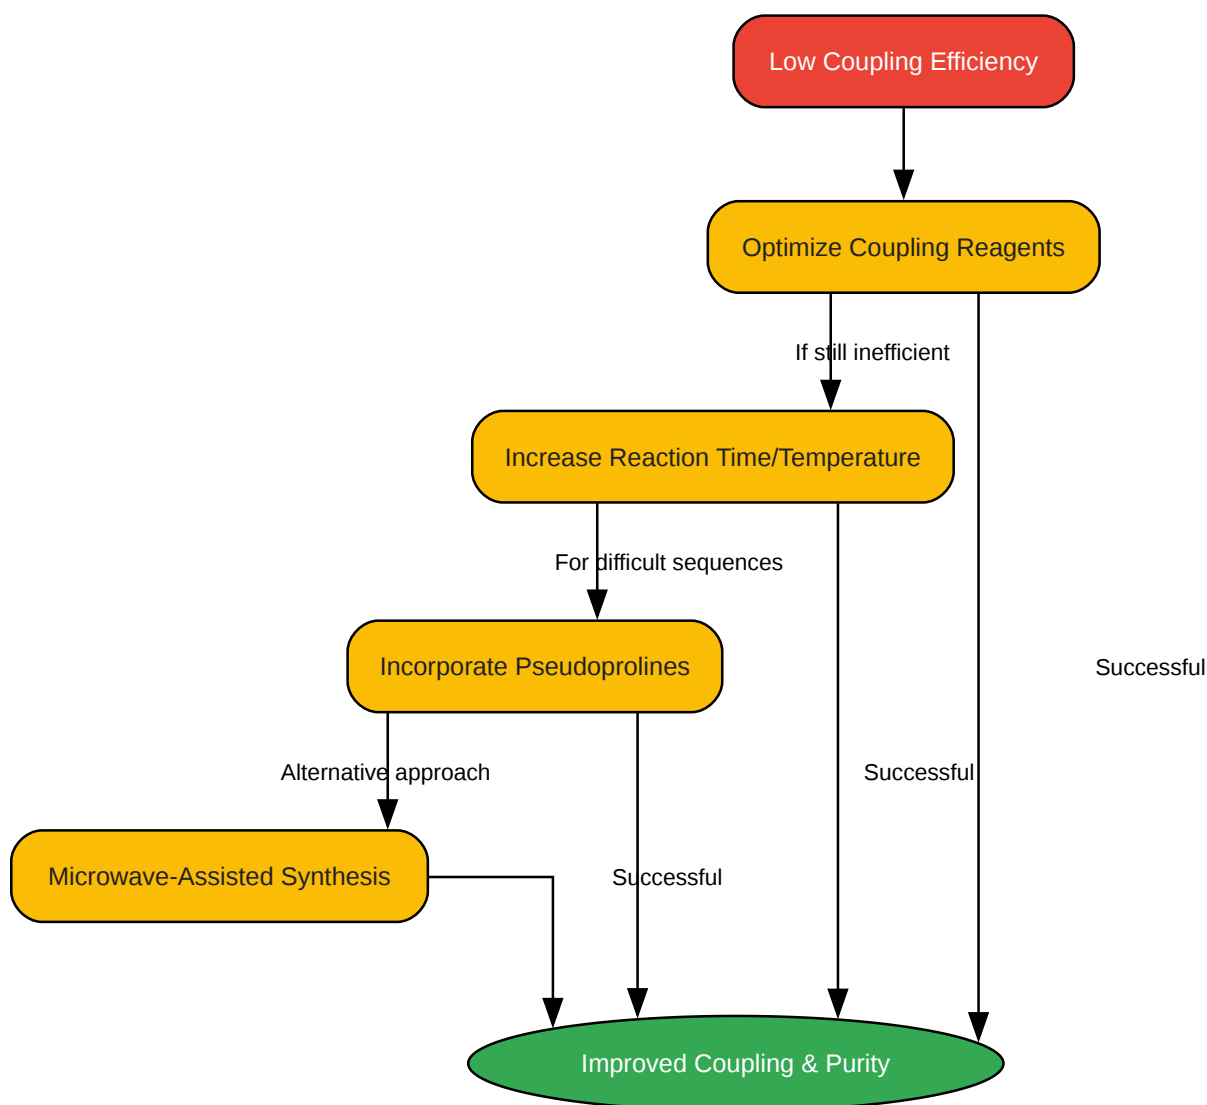 Low Coupling Efficiency
Optimize Coupling Reagents
If still inefficient
Increase Reaction Time/Temperature
For difficult sequences
Incorporate Pseudoprolines
Successful
Alternative approach
Successful
Microwave-Assisted Synthesis
Successful
Improved Coupling & Purity